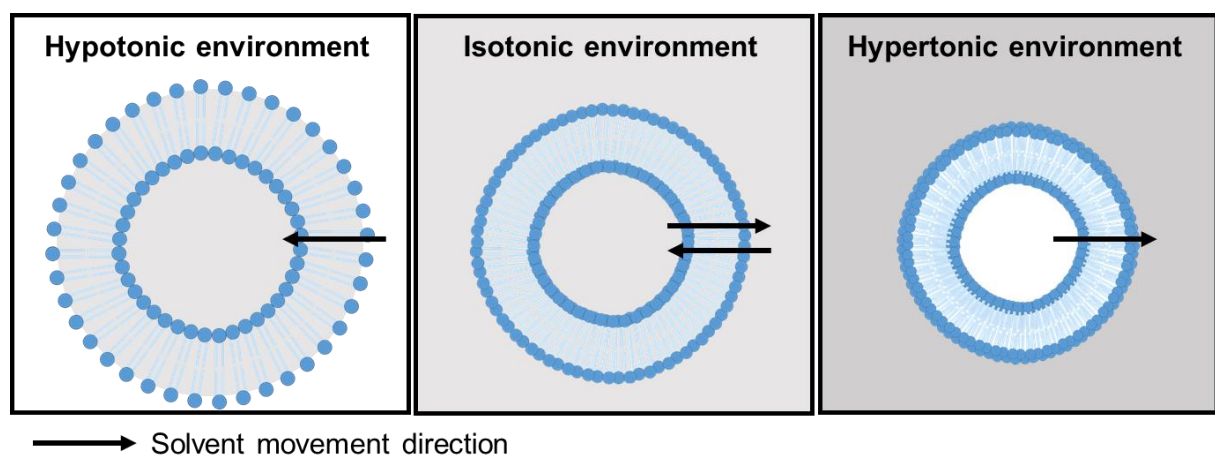 Hypotonic environment
Isotonic environment
Hypertonic environment
Solvent movement direction